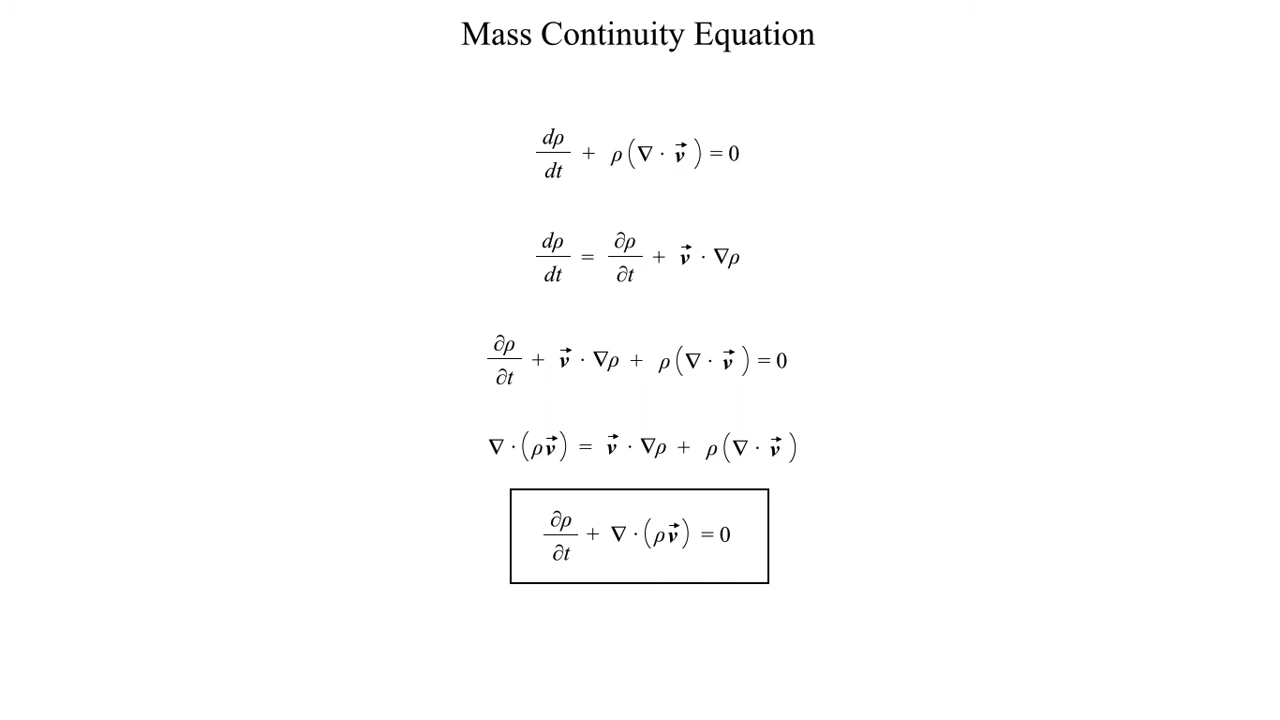 Mass Continuity Equation
dρ/dt + ρ(∇ · v⃗) = 0
dρ/dt = ∂ρ/∂t + v⃗ · ∇ρ
∂ρ/∂t + v⃗ · ∇ρ + ρ(∇ · v⃗) = 0
∇ · (ρv⃗) = v⃗ · ∇ρ + ρ(∇ · v⃗)
∂ρ/∂t + ∇ · (ρv⃗) = 0